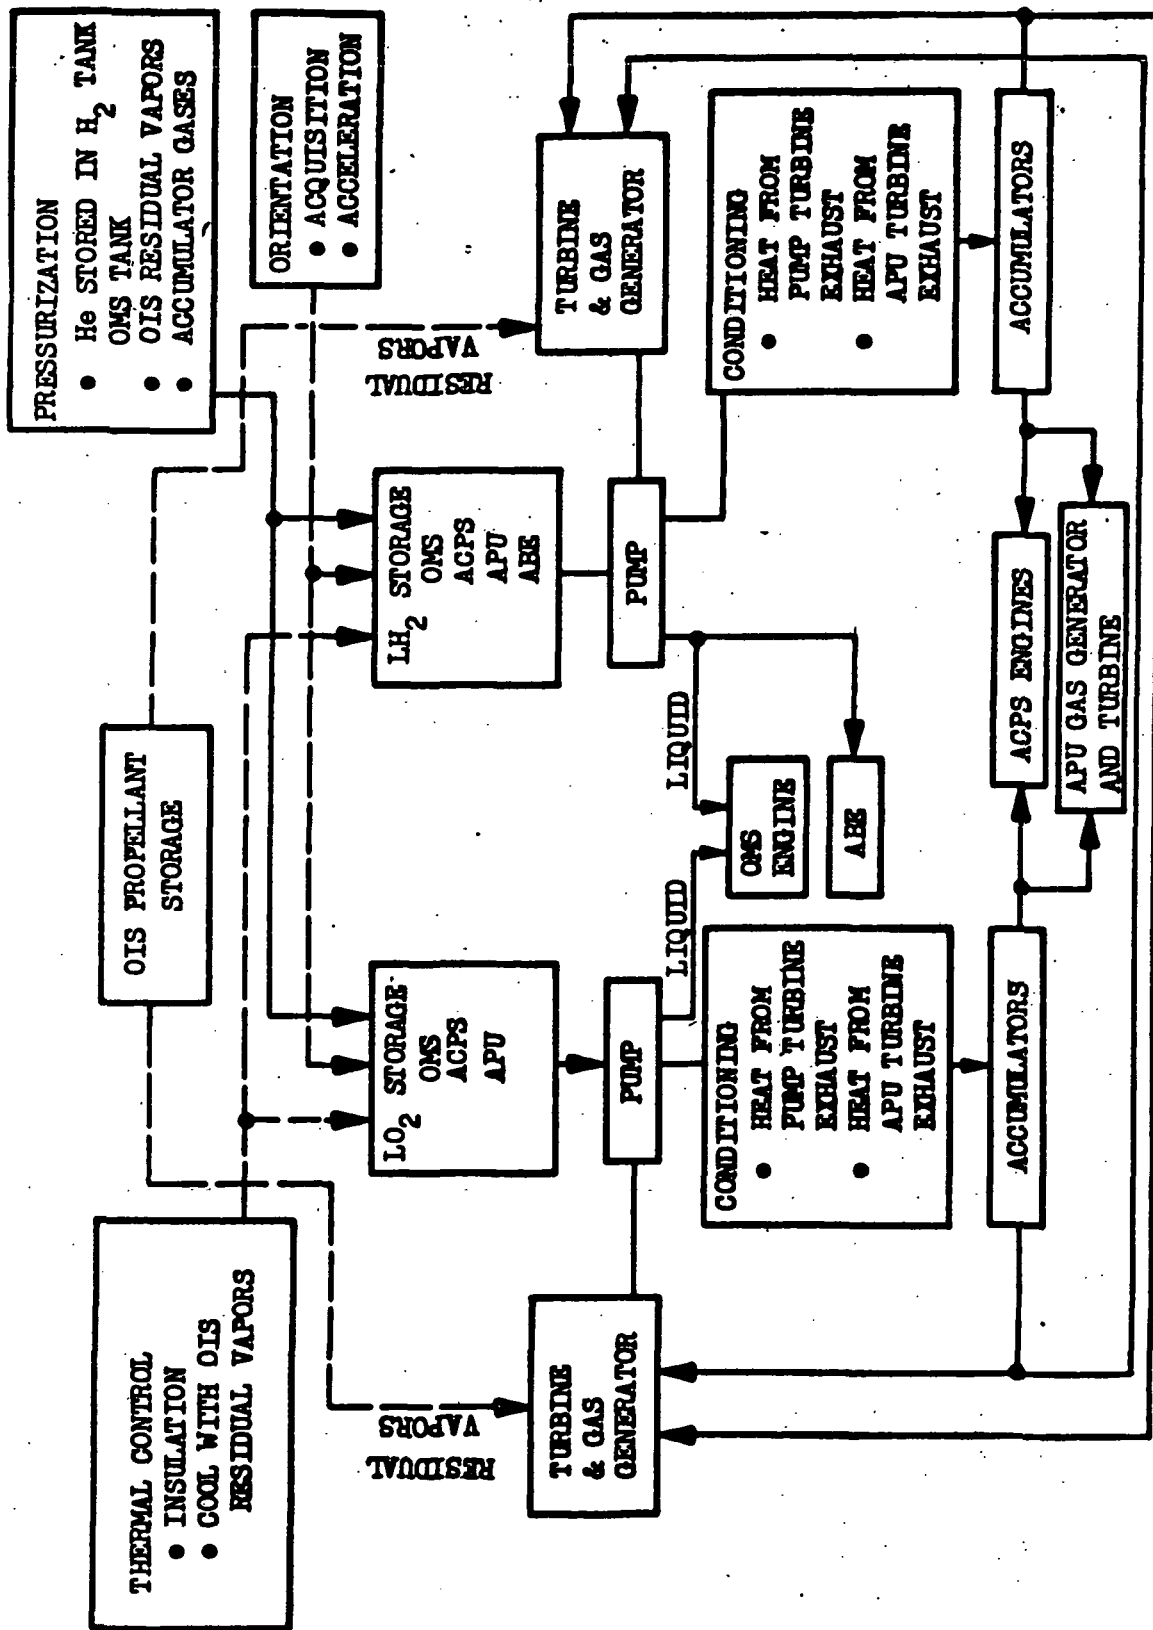 THERMAL CONTROL
• INSULATION
• COOL WITH OIS
RESIDUAL VAPORS
OIS PROPELLANT
STORAGE
PRESSURIZATION
• He STORED IN H2 TANK
OMS TANK
• OIS RESIDUAL VAPORS
• ACCUMULATOR GASES
ORIENTATION
• ACQUISITION
• ACCELERATION
RESIDUAL
VAPORS
LO2 STORAGE
OMS
ACPS
APU
LH2 STORAGE
OMS
ACPS
APU
ABE
RESIDUAL
VAPORS
TURBINE
& GAS
GENERATOR
PUMP
LIQUID
LIQUID
PUMP
TURBINE
& GAS
GENERATOR
CONDITIONING
• HEAT FROM
PUMP TURBINE
EXHAUST
• HEAT FROM
APU TURBINE
EXHAUST
OMS
ENGINE
ABE
CONDITIONING
• HEAT FROM
PUMP TURBINE
EXHAUST
• HEAT FROM
APU TURBINE
EXHAUST
ACCUMULATORS
ACPS ENGINES
APU GAS GENERATOR
AND TURBINE
ACCUMULATORS